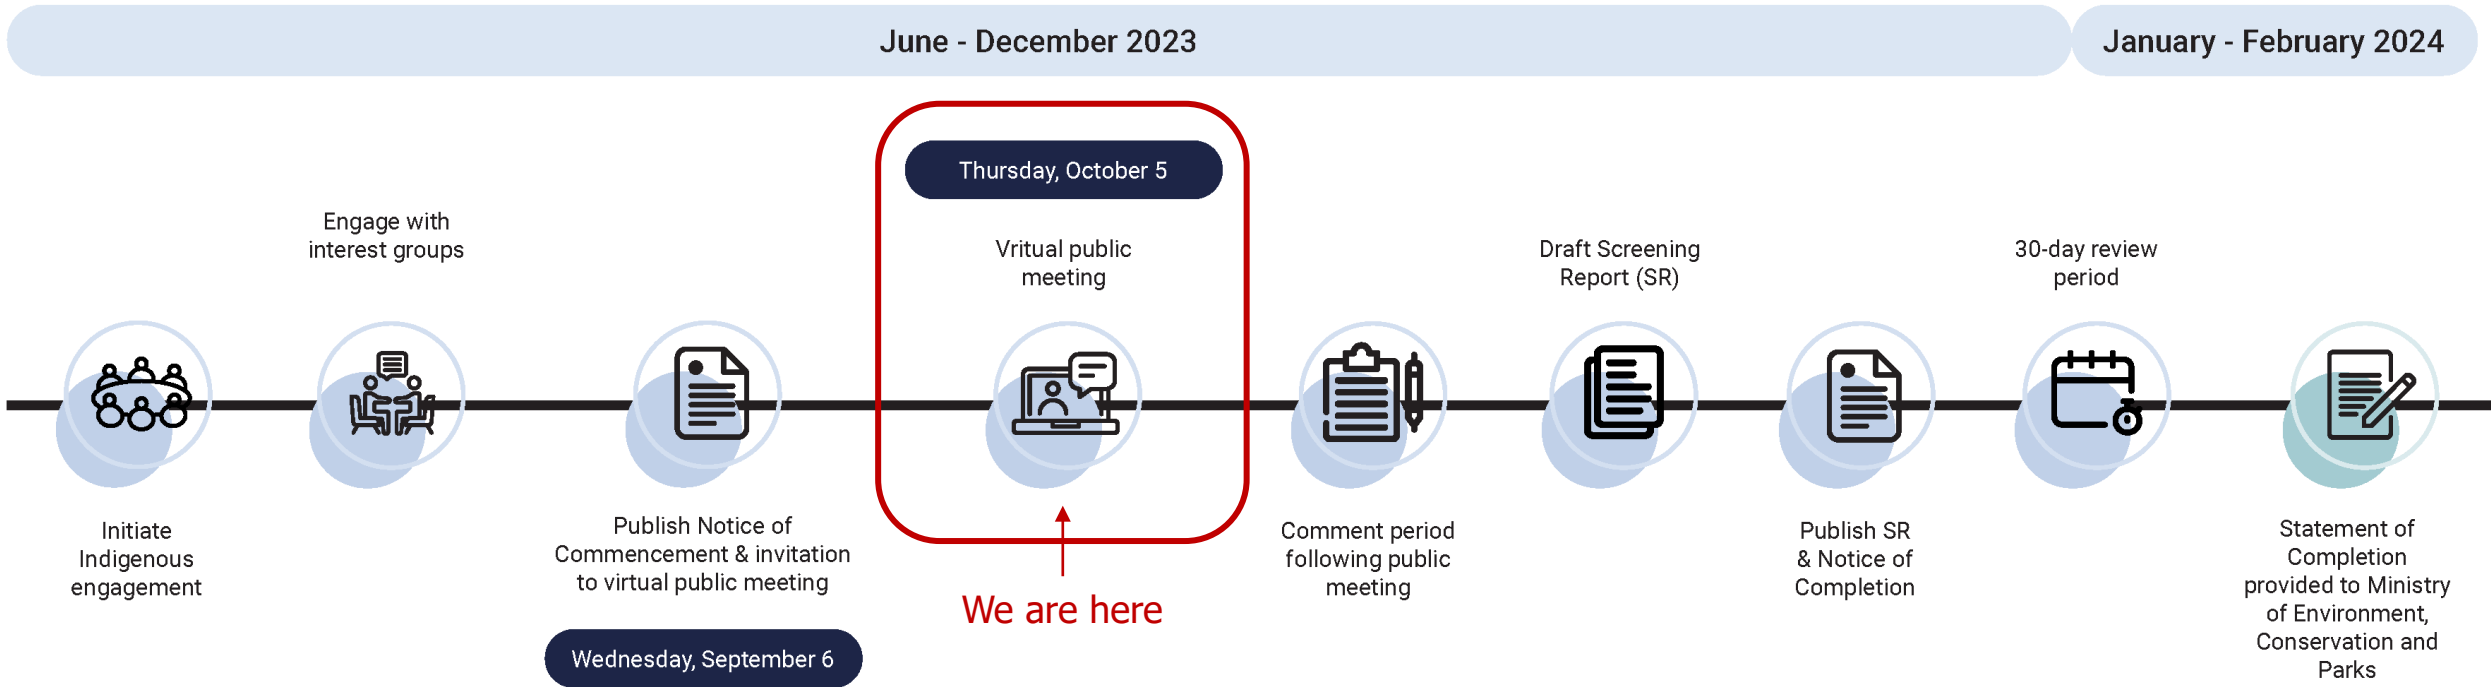 June - December 2023
January - February 2024
Initiate
Indigenous
engagement
Engage with
interest groups
Publish Notice of
Commencement & invitation
to virtual public meeting
Wednesday, September 6
Thursday, October 5
Vritual public
meeting
We are here
Comment period
following public
meeting
Draft Screening
Report (SR)
Publish SR
& Notice of
Completion
30-day review
period
Statement of
Completion
provided to Ministry
of Environment,
Conservation and
Parks